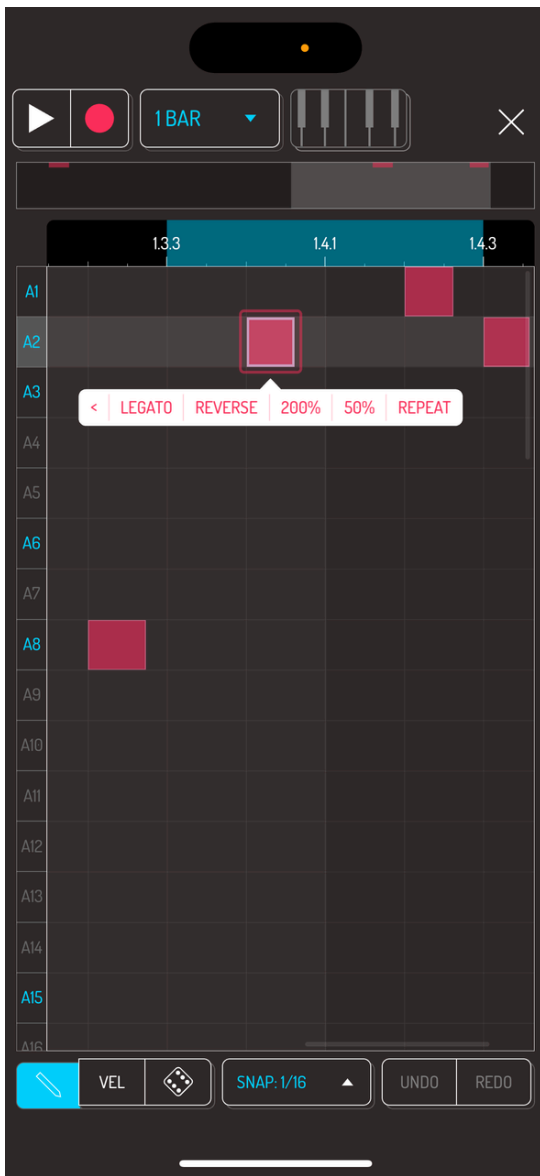 1 BAR
1.3.3 1.4.1 1.4.3
A1
A2
A3
< LEGATO REVERSE 200% 50% REPEAT
A4
A5
A6
A7
A8
A9
A10
A11
A12
A13
A14
A15
A16
VEL SNAP: 1/16 UNDO REDO